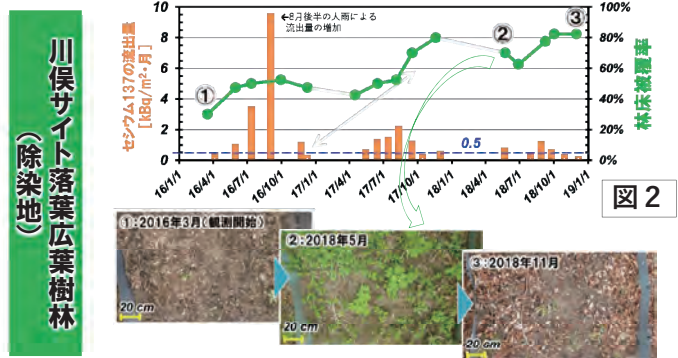 川俣サイト落葉広葉樹林
（除染地）
セシウム137の流出量
[kBq/m²・月]
10
8
6
4
2
0
←8月後半の大雨による
流出量の増加
①
②
③
0.5
100%
80%
60%
40%
20%
0%
林床被覆率
16/1/1
16/4/1
16/7/1
16/10/1
17/1/1
17/4/1
17/7/1
17/10/1
18/1/1
18/4/1
18/7/1
18/10/1
19/1/1
図2
①:2016年3月(観測開始)
20 cm
②:2018年5月
20 cm
③:2018年11月
20 cm